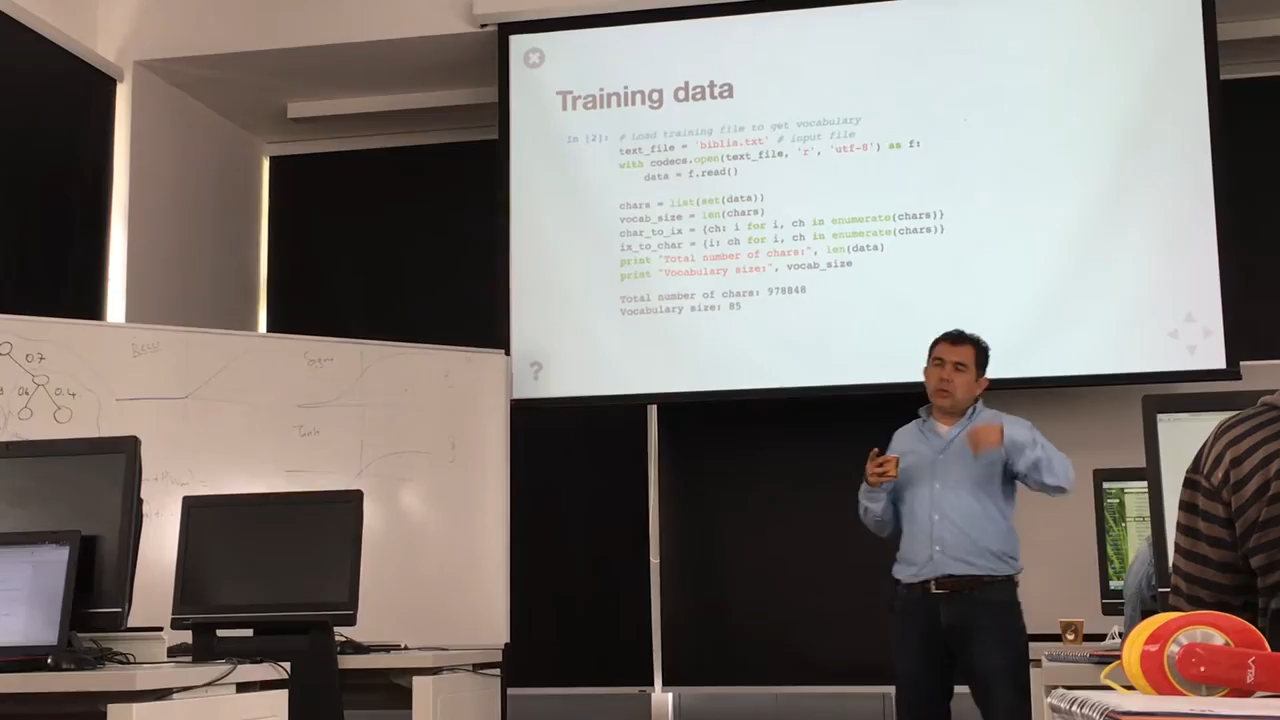 Training data
In [2]: # Load training file to get vocabulary
text_file = 'biblia.txt' # input file
with codecs.open(text_file, 'r', 'utf-8') as f:
data = f.read()
chars = list(set(data))
vocab_size = len(chars)
char_to_ix = {ch: i for i, ch in enumerate(chars)}
ix_to_char = {i: ch for i, ch in enumerate(chars)}
print "Total number of chars:", len(data)
print "Vocabulary size:", vocab_size
Total number of chars: 978848
Vocabulary size: 85
?
0.7
0.4
Tanh